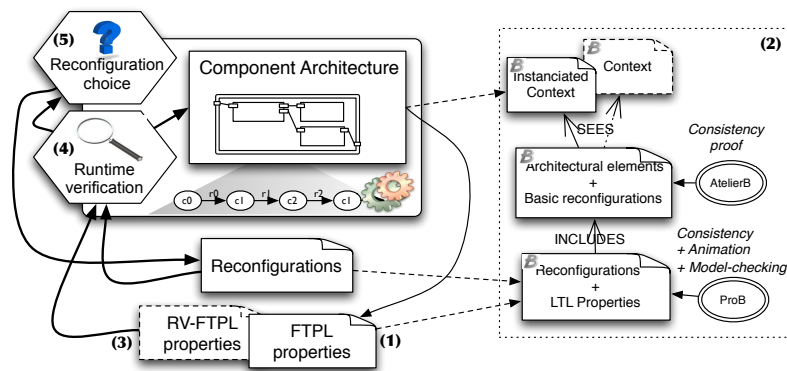 (5)
?
Reconfiguration
choice
Component Architecture
(4)
Runtime
verification
c0
r0
c1
r1
c2
r2
c1
Reconfigurations
RV-FTPL
properties
(3)
FTPL
properties
(1)
(2)
B
Instanciated
Context
Context
SEES
B
Architectural elements
+
Basic reconfigurations
Consistency
proof
AtelierB
INCLUDES
B
Reconfigurations
+
LTL Properties
Consistency
+ Animation
+ Model-checking
ProB